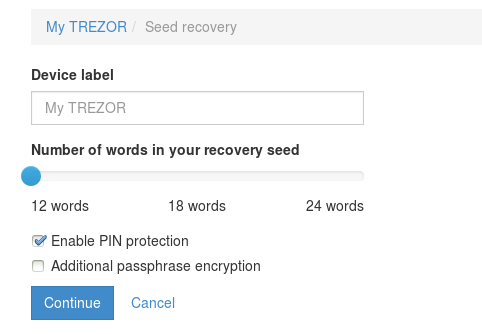 My TREZOR / Seed recovery
Device label
My TREZOR
Number of words in your recovery seed
12 words 18 words 24 words
Enable PIN protection
Additional passphrase encryption
Continue Cancel